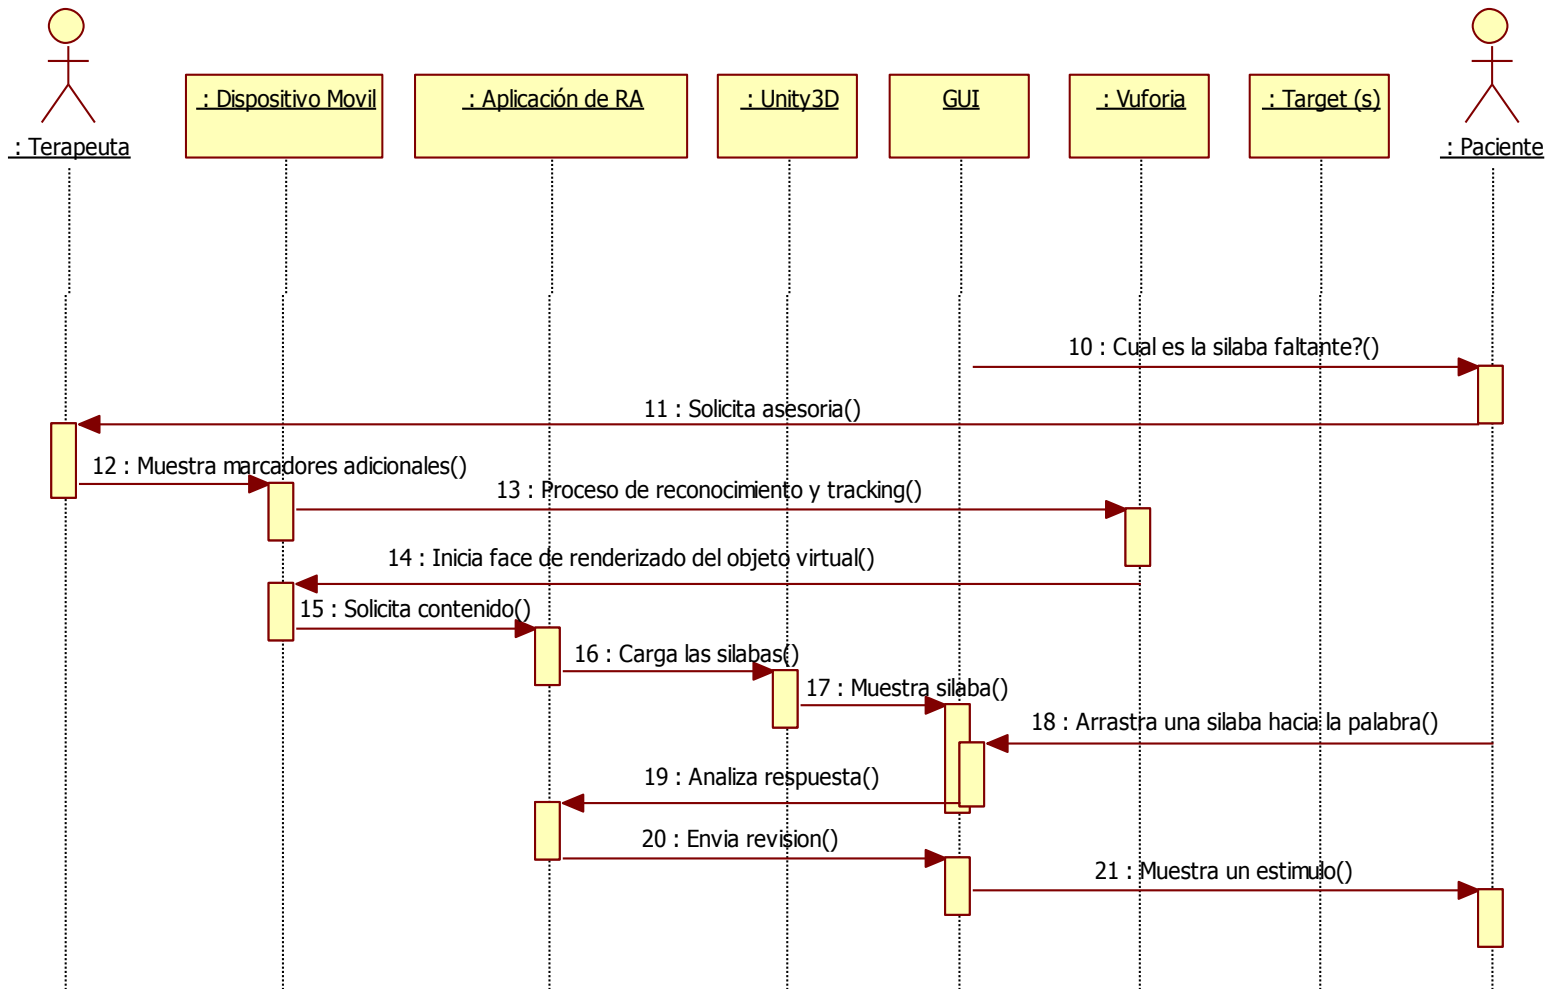 : Dispositivo Movil
: Aplicación de RA
: Unity3D
GUI
: Vuforia
: Target (s)
: Terapeuta
: Paciente
10 : Cual es la silaba faltante?()
11 : Solicita asesoria()
12 : Muestra marcadores adicionales()
13 : Proceso de reconocimiento y tracking()
14 : Inicia face de renderizado del objeto virtual()
15 : Solicita contenido()
16 : Carga las silabas()
17 : Muestra silaba()
18 : Arrastra una silaba hacia la palabra()
19 : Analiza respuesta()
20 : Envia revision()
21 : Muestra un estimulo()